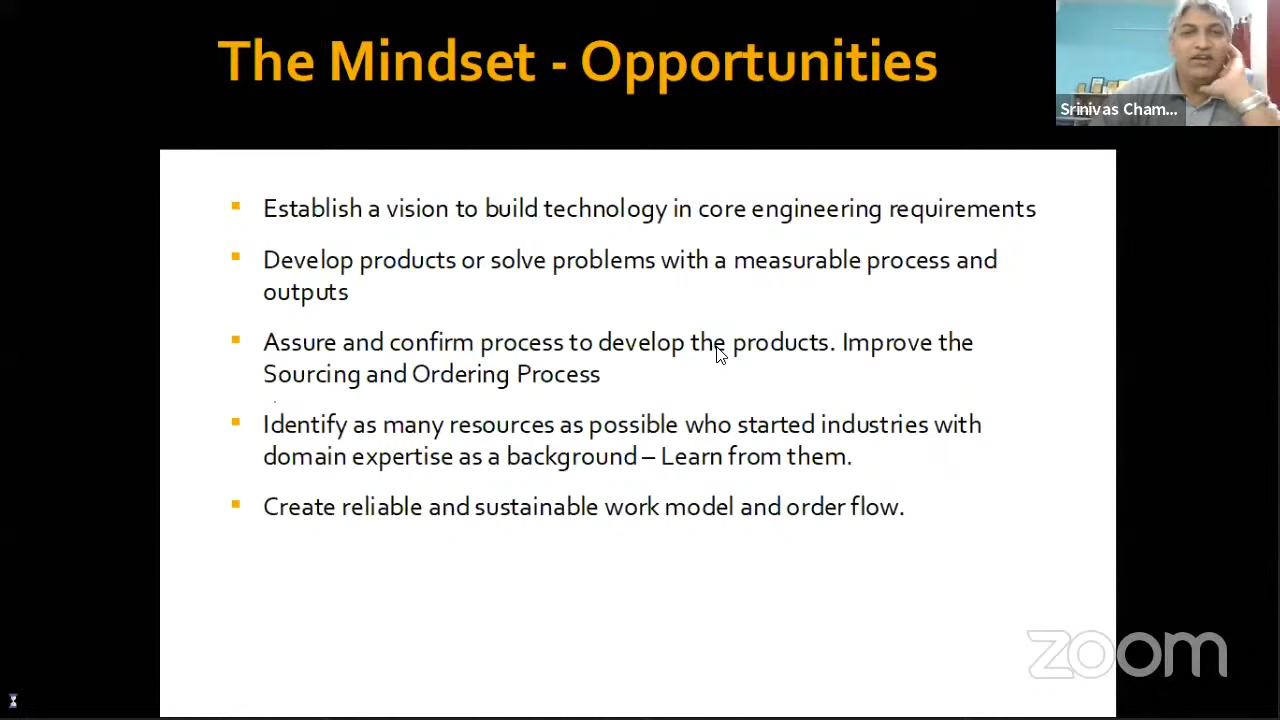 The Mindset - Opportunities
Srinivas Cham...
Establish a vision to build technology in core engineering requirements
Develop products or solve problems with a measurable process and
outputs
Assure and confirm process to develop the products. Improve the
Sourcing and Ordering Process
Identify as many resources as possible who started industries with
domain expertise as a background – Learn from them.
Create reliable and sustainable work model and order flow.
zoom